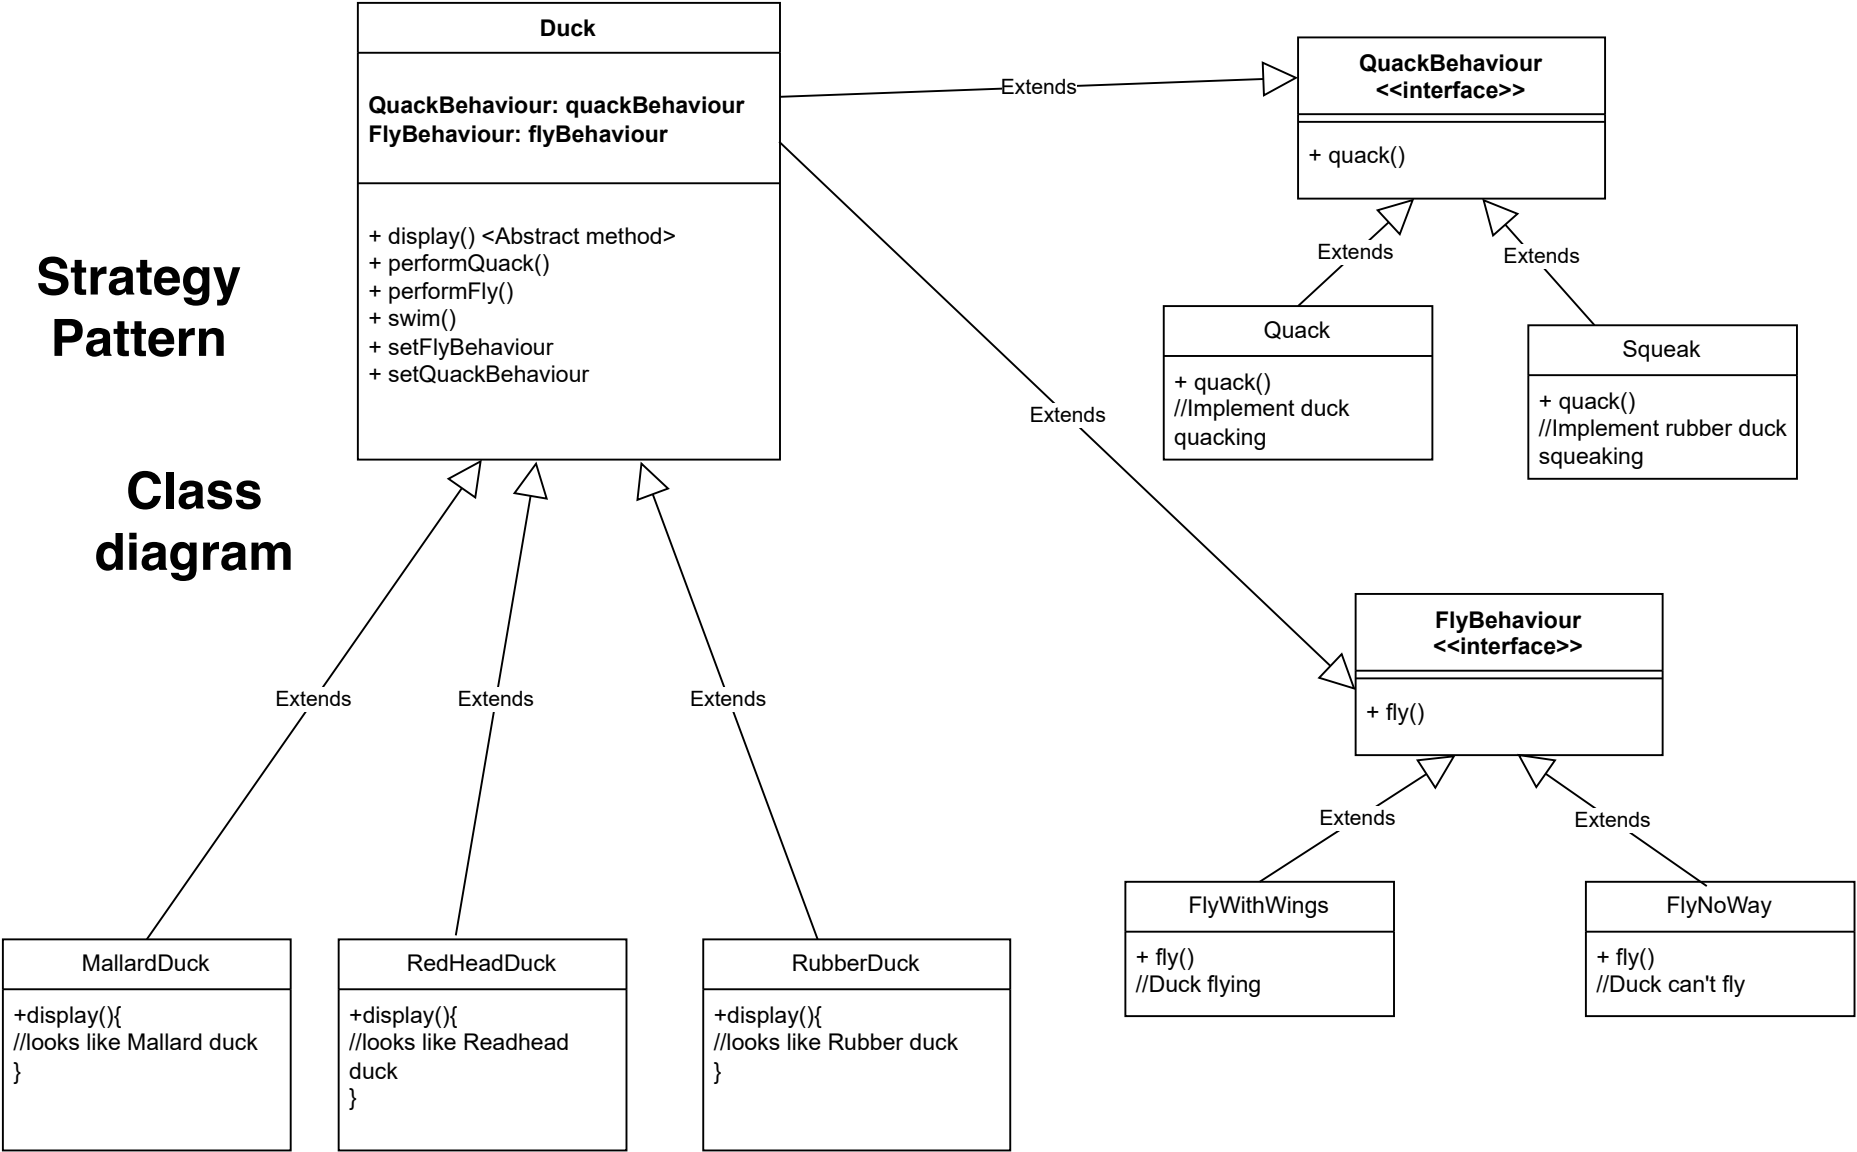 Strategy
Pattern
Class
diagram
Duck
QuackBehaviour: quackBehaviour
FlyBehaviour: flyBehaviour
+ display() <Abstract method>
+ performQuack()
+ performFly()
+ swim()
+ setFlyBehaviour
+ setQuackBehaviour
Extends
QuackBehaviour
<<interface>>
+ quack()
Extends
Extends
Quack
+ quack()
//Implement duck
quacking
Squeak
+ quack()
//Implement rubber duck
squeaking
Extends
FlyBehaviour
<<interface>>
+ fly()
Extends
Extends
FlyWithWings
+ fly()
//Duck flying
FlyNoWay
+ fly()
//Duck can't fly
Extends
Extends
Extends
MallardDuck
+display(){
//looks like Mallard duck
}
RedHeadDuck
+display(){
//looks like Readhead
duck
}
RubberDuck
+display(){
//looks like Rubber duck
}